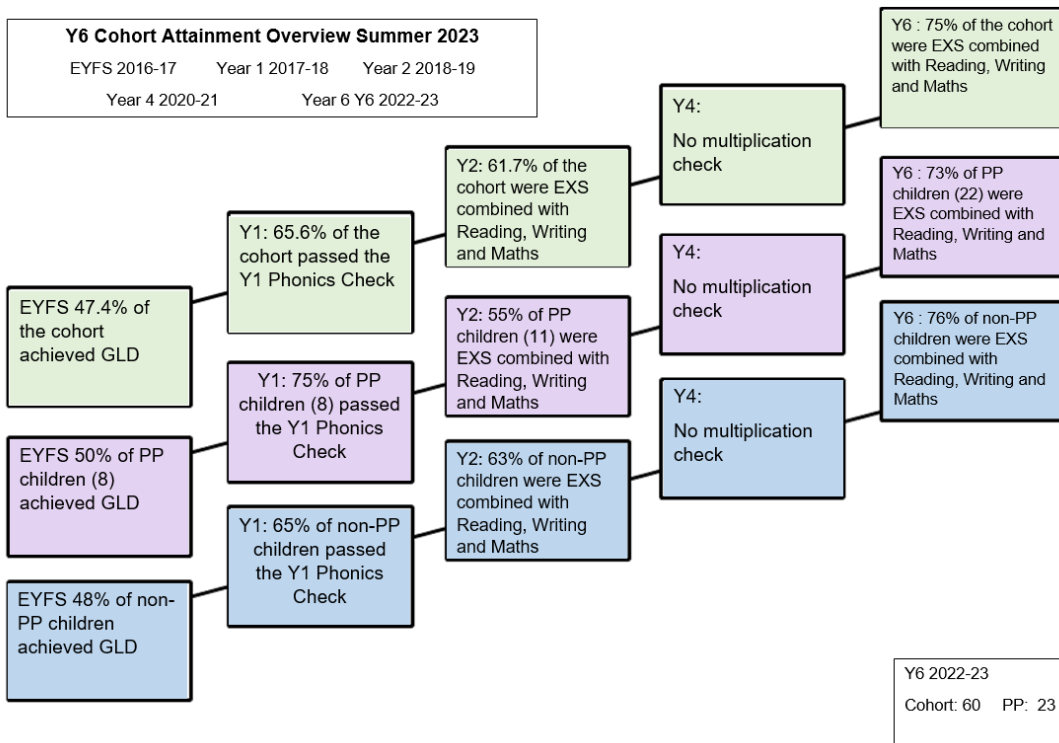 Y6 Cohort Attainment Overview Summer 2023
EYFS 2016-17 Year 1 2017-18 Year 2 2018-19
Year 4 2020-21 Year 6 Y6 2022-23
EYFS 47.4% of
the cohort
achieved GLD
Y1: 65.6% of the
cohort passed the
Y1 Phonics Check
Y2: 61.7% of the
cohort were EXS
combined with
Reading, Writing
and Maths
Y4:
No multiplication
check
Y6 : 75% of the cohort
were EXS combined
with Reading, Writing
and Maths
EYFS 50% of PP
children (8)
achieved GLD
Y1: 75% of PP
children (8) passed
the Y1 Phonics
Check
Y2: 55% of PP
children (11) were
EXS combined with
Reading, Writing
and Maths
Y4:
No multiplication
check
Y6 : 73% of PP
children (22) were
EXS combined with
Reading, Writing and
Maths
EYFS 48% of non-
PP children
achieved GLD
Y1: 65% of non-PP
children passed
the Y1 Phonics
Check
Y2: 63% of non-PP
children were EXS
combined with
Reading, Writing
and Maths
Y4:
No multiplication
check
Y6 : 76% of non-PP
children were EXS
combined with
Reading, Writing and
Maths
Y6 2022-23
Cohort: 60 PP: 23